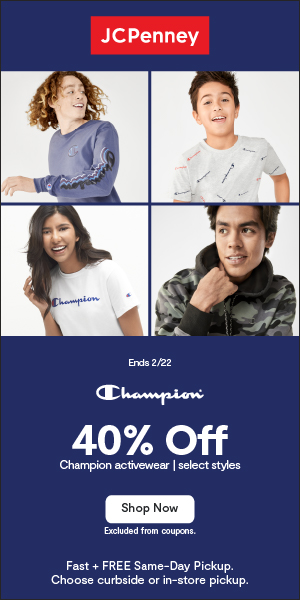 JCPenney
Champion
Ends 2/22
Champion
40% Off
Champion activewear | select styles
Shop Now
Excluded from coupons.
Fast + FREE Same-Day Pickup.
Choose curbside or in-store pickup.